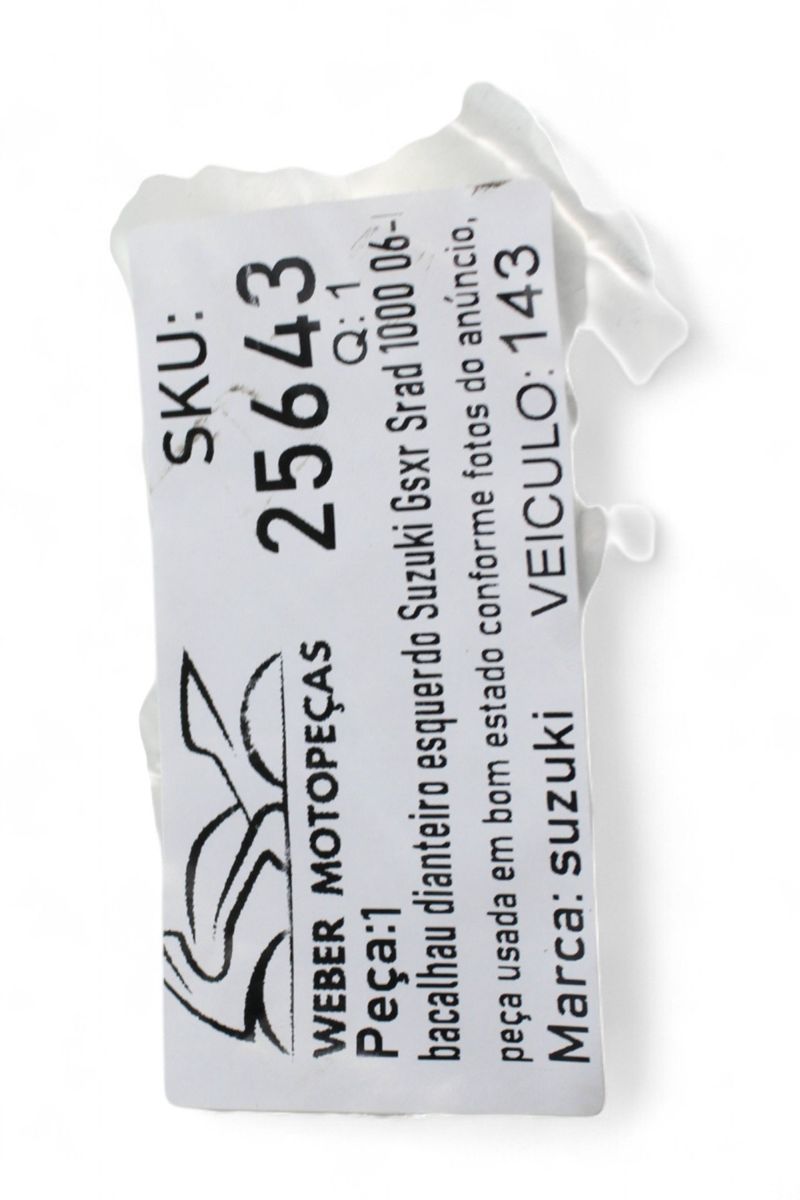 SKU:
25643
Q: 1
WEBER MOTOPEÇAS
Peça:1
bacalhau dianteiro esquerdo Suzuki Gsxr Srad 1000 06-
peça usada em bom estado conforme fotos do anúncio,
Marca: suzuki VEICULO: 143